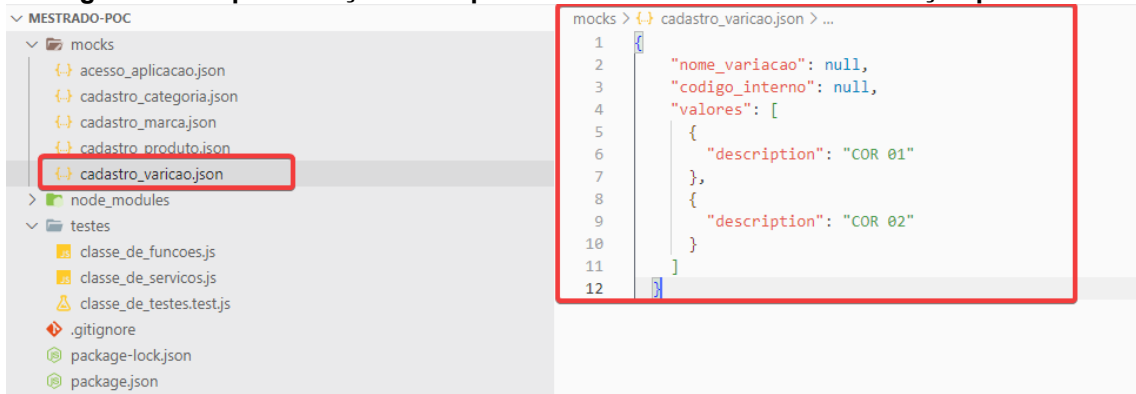 MESTRADO-POC
mocks
acesso_aplicacao.json
cadastro_categoria.json
cadastro_marca.json
cadastro_produto.json
cadastro_varicao.json
node_modules
testes
classe_de_funcoes.js
classe_de_servicos.js
classe_de_testes.test.js
.gitignore
package-lock.json
package.json
mocks > {..} cadastro_varicao.json > ...
1 {
2 "nome_variacao": null,
3 "codigo_interno": null,
4 "valores": [
5 {
6 "description": "COR 01"
7 },
8 {
9 "description": "COR 02"
10 }
11 ]
12 }